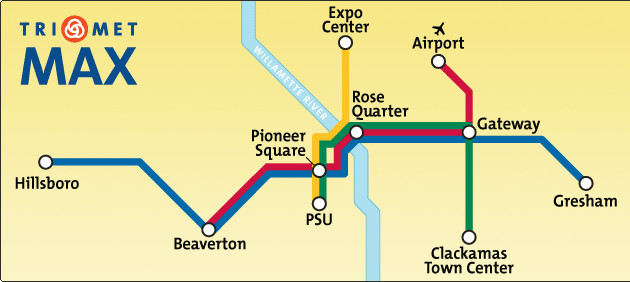 TRI MET
MAX
Expo
Center
Airport
WILLAMETTE RIVER
Rose
Quarter
Pioneer
Square
Gateway
Hillsboro
Gresham
PSU
Beaverton
Clackamas
Town Center